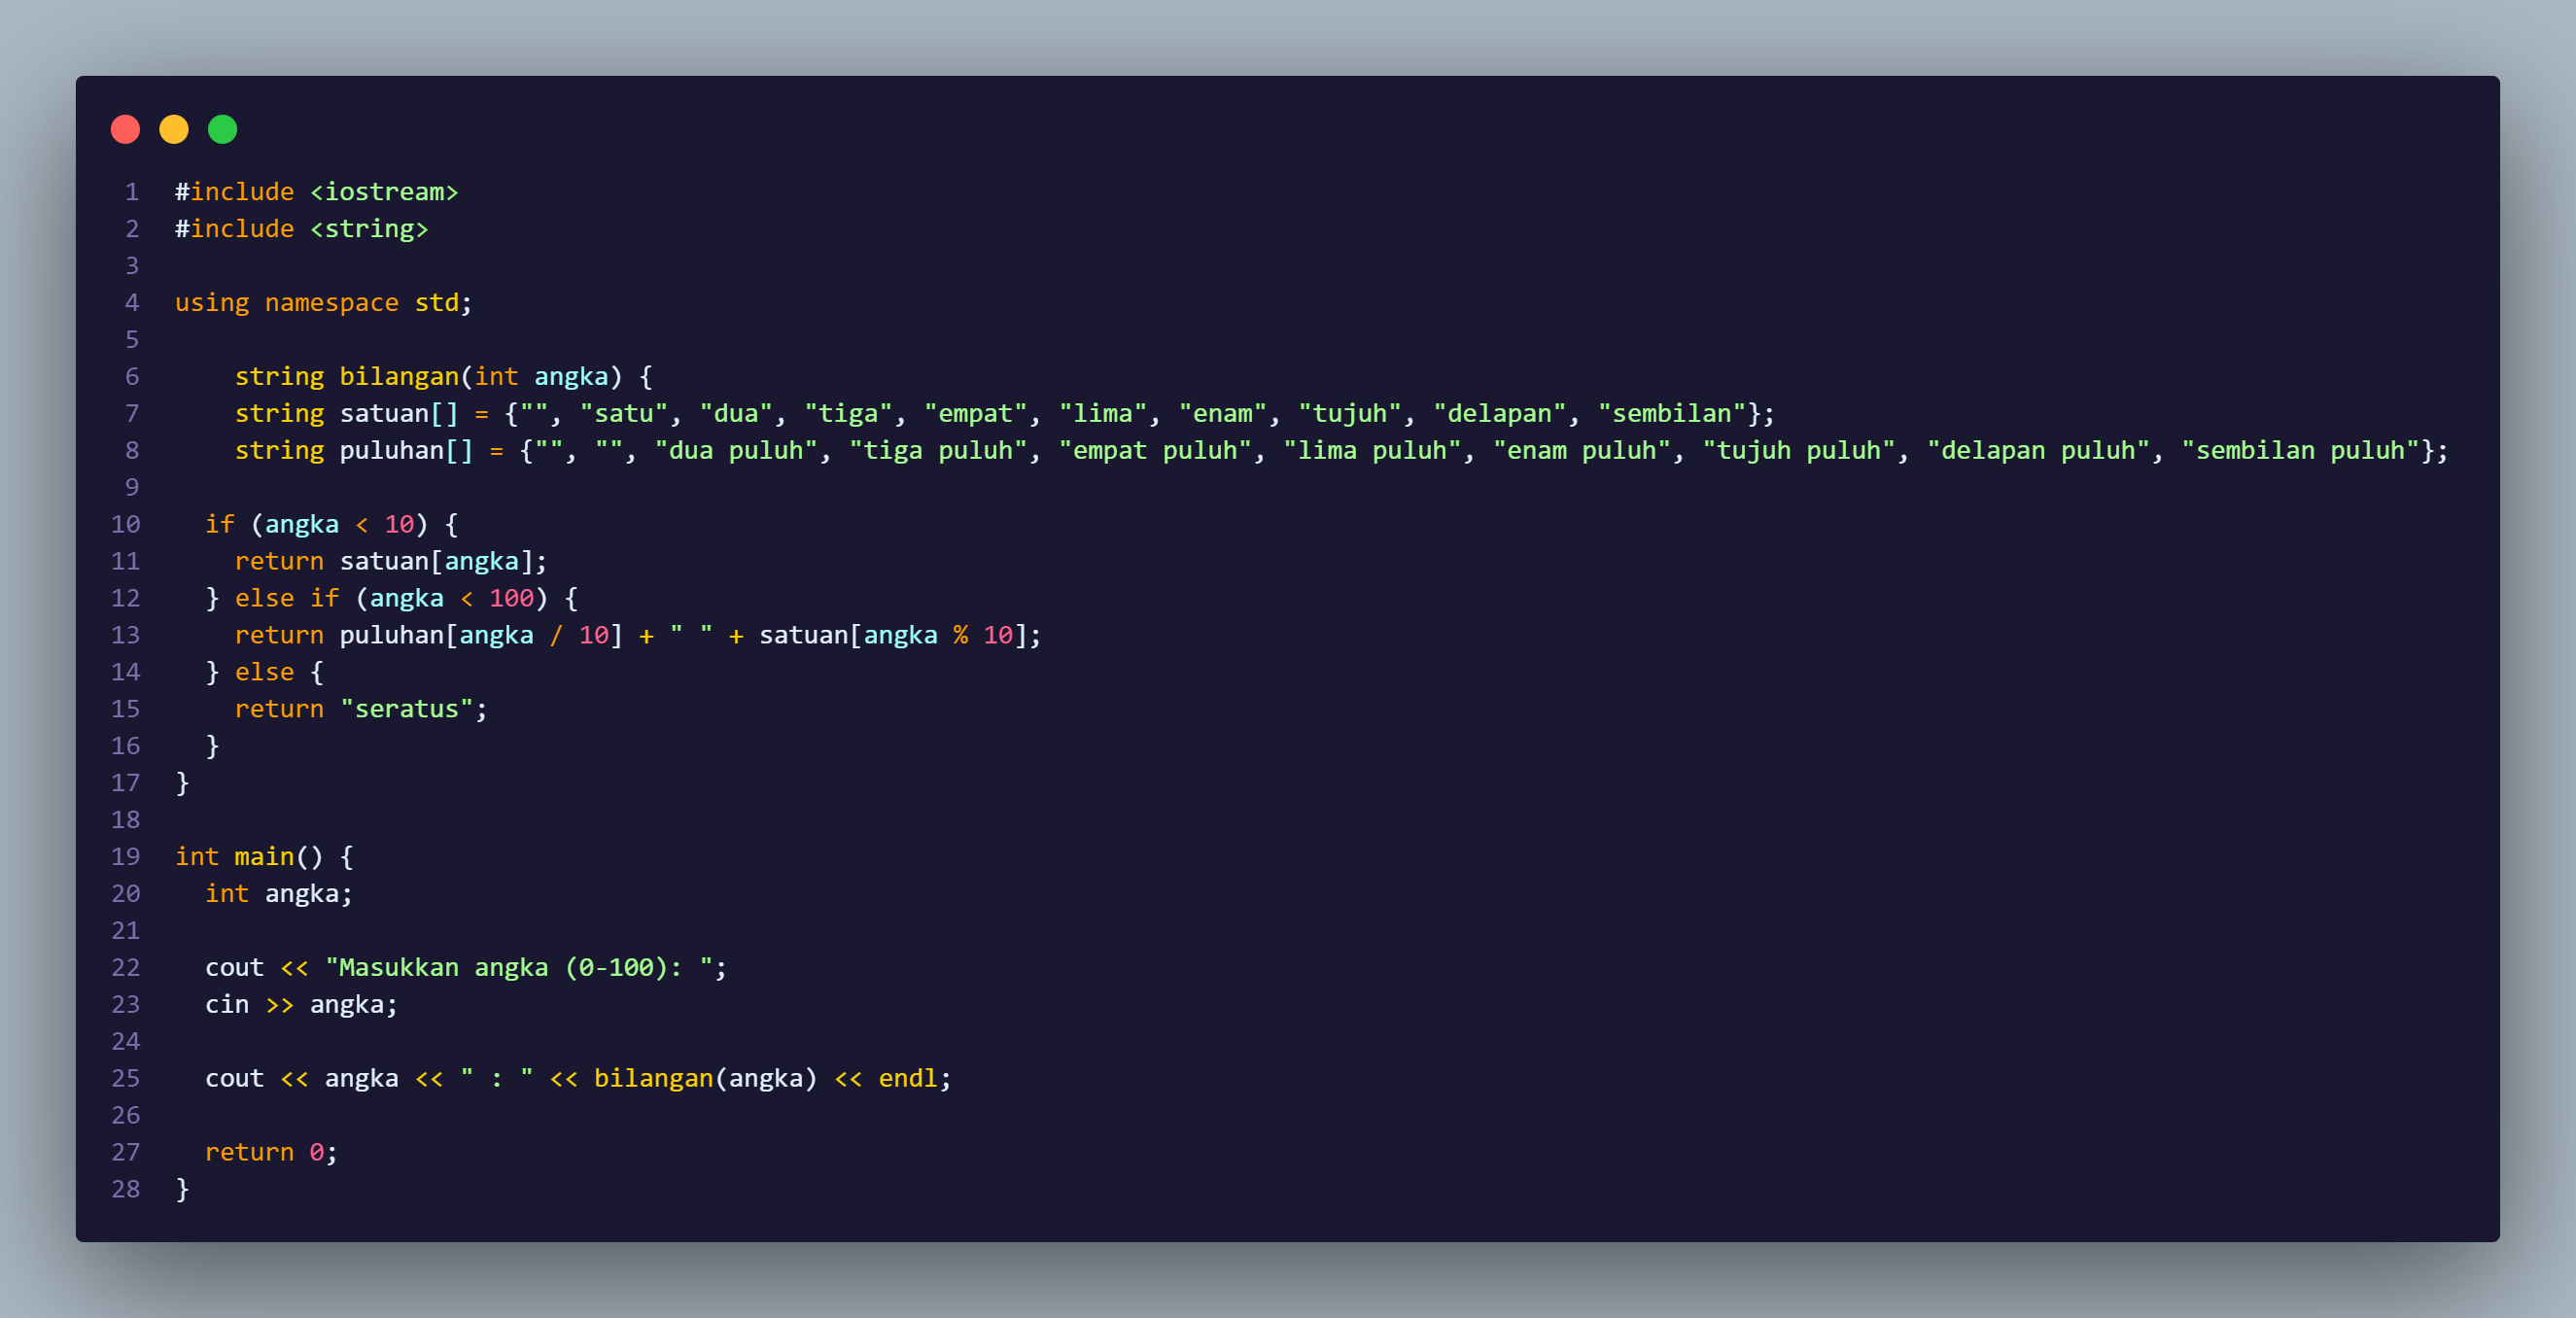 1 #include <iostream>
2 #include <string>
3
4 using namespace std;
5
6     string bilangan(int angka) {
7     string satuan[] = {"", "satu", "dua", "tiga", "empat", "lima", "enam", "tujuh", "delapan", "sembilan"};
8     string puluhan[] = {"", "", "dua puluh", "tiga puluh", "empat puluh", "lima puluh", "enam puluh", "tujuh puluh", "delapan puluh", "sembilan puluh"};
9
10   if (angka < 10) {
11     return satuan[angka];
12   } else if (angka < 100) {
13     return puluhan[angka / 10] + " " + satuan[angka % 10];
14   } else {
15     return "seratus";
16   }
17 }
18
19 int main() {
20   int angka;
21
22   cout << "Masukkan angka (0-100): ";
23   cin >> angka;
24
25   cout << angka << " : " << bilangan(angka) << endl;
26
27   return 0;
28 }